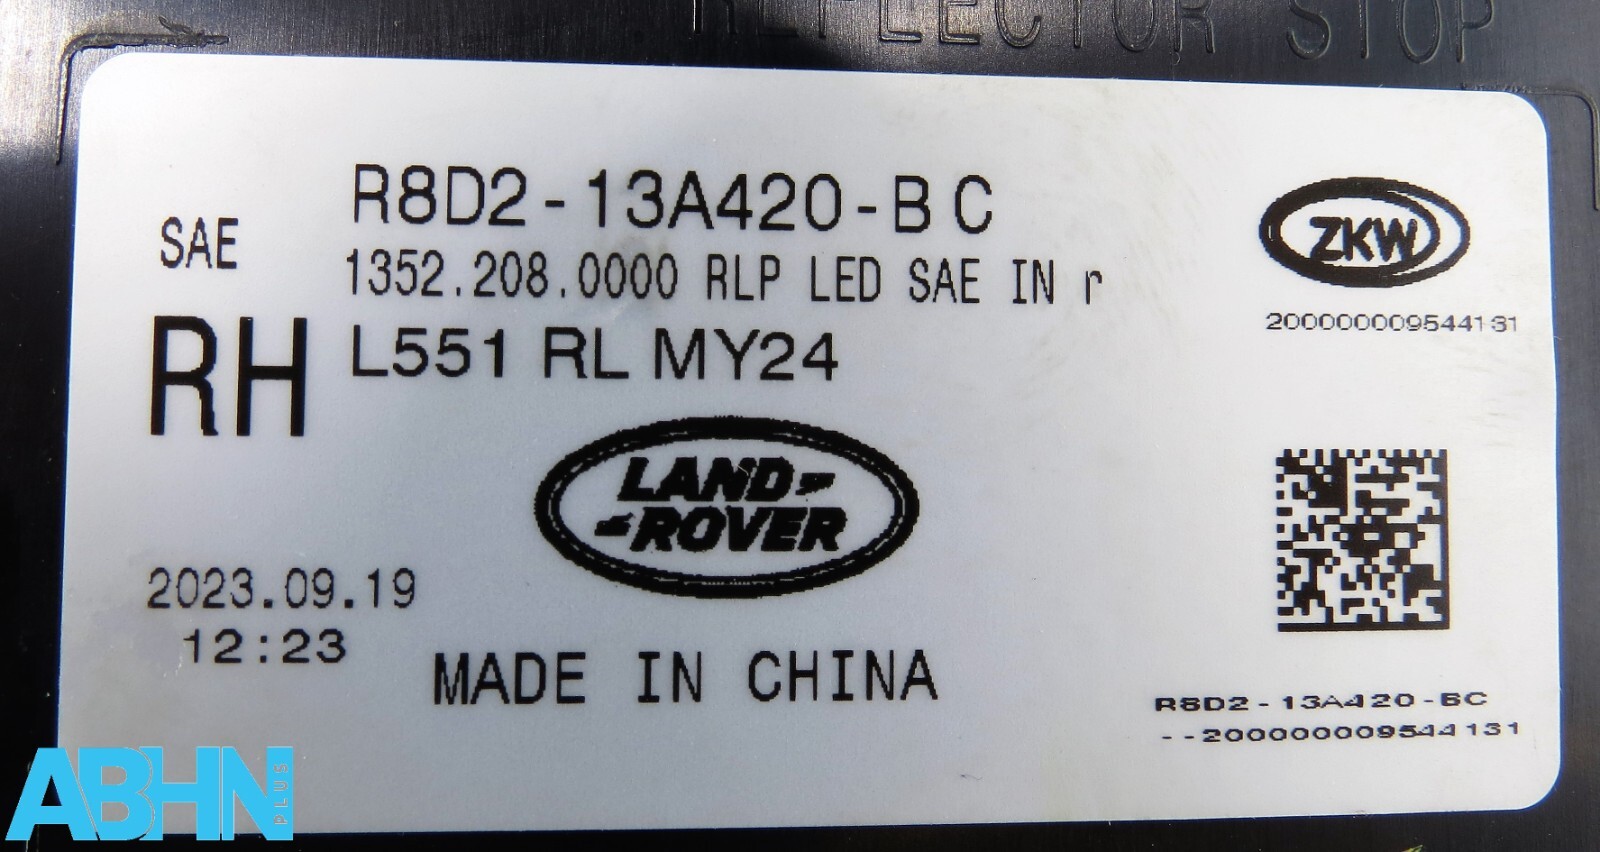 REFLECTOR STOP
R8D2-13A420-BC
SAE
1352.208.0000 RLP LED SAE IN r
RH
L551 RL MY24
ZKW
200000009544131
LAND
ROVER
2023.09.19
12:23
MADE IN CHINA
R8D2-13A420-BC
--200000009544131
ABHN
PLUS